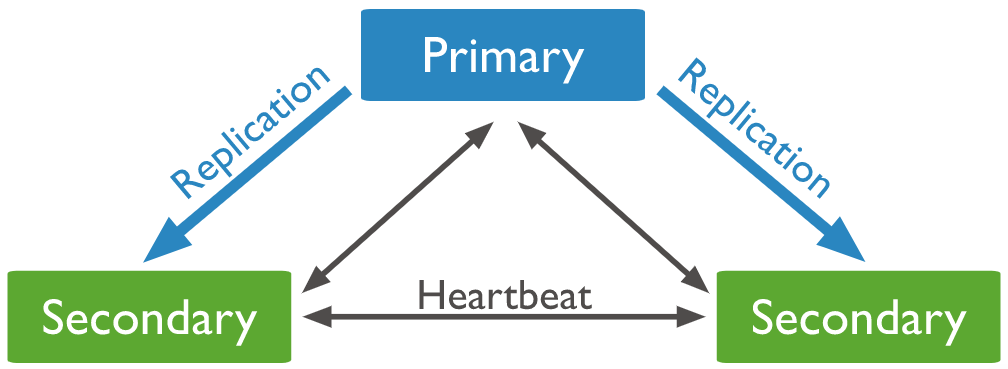 Primary
Replication
Replication
Heartbeat
Secondary
Secondary